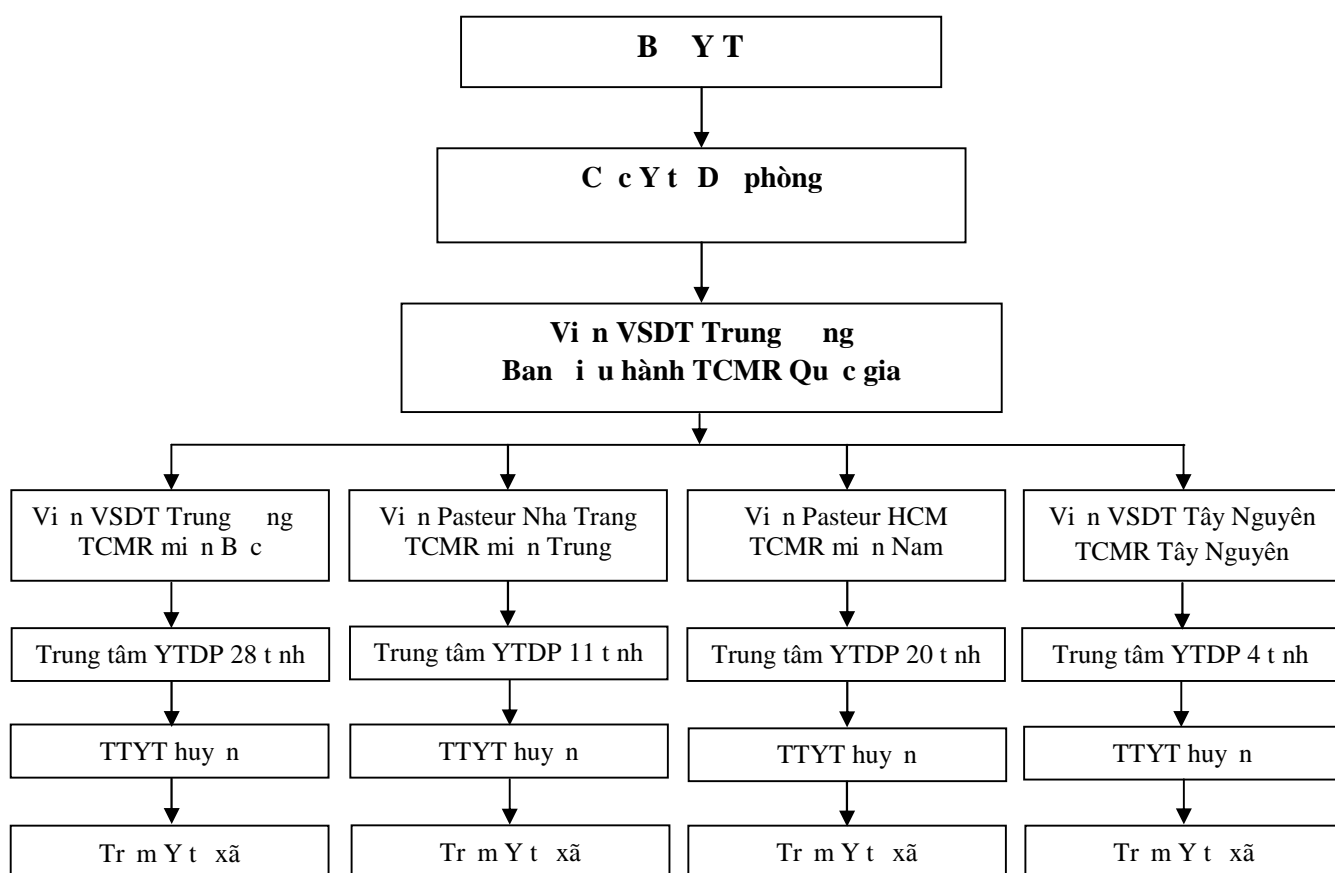 B Y T
C c Y t D phòng
Vi n VSDT Trung ng
Ban i u hành TCMR Qu c gia
Vi n VSDT Trung ng
TCMR mi n B c
Vi n Pasteur Nha Trang
TCMR mi n Trung
Vi n Pasteur HCM
TCMR mi n Nam
Vi n VSDT Tây Nguyên
TCMR Tây Nguyên
Trung tâm YTDP 28 t nh
Trung tâm YTDP 11 t nh
Trung tâm YTDP 20 t nh
Trung tâm YTDP 4 t nh
TTYT huy n
TTYT huy n
TTYT huy n
TTYT huy n
Tr m Y t xã
Tr m Y t xã
Tr m Y t xã
Tr m Y t xã